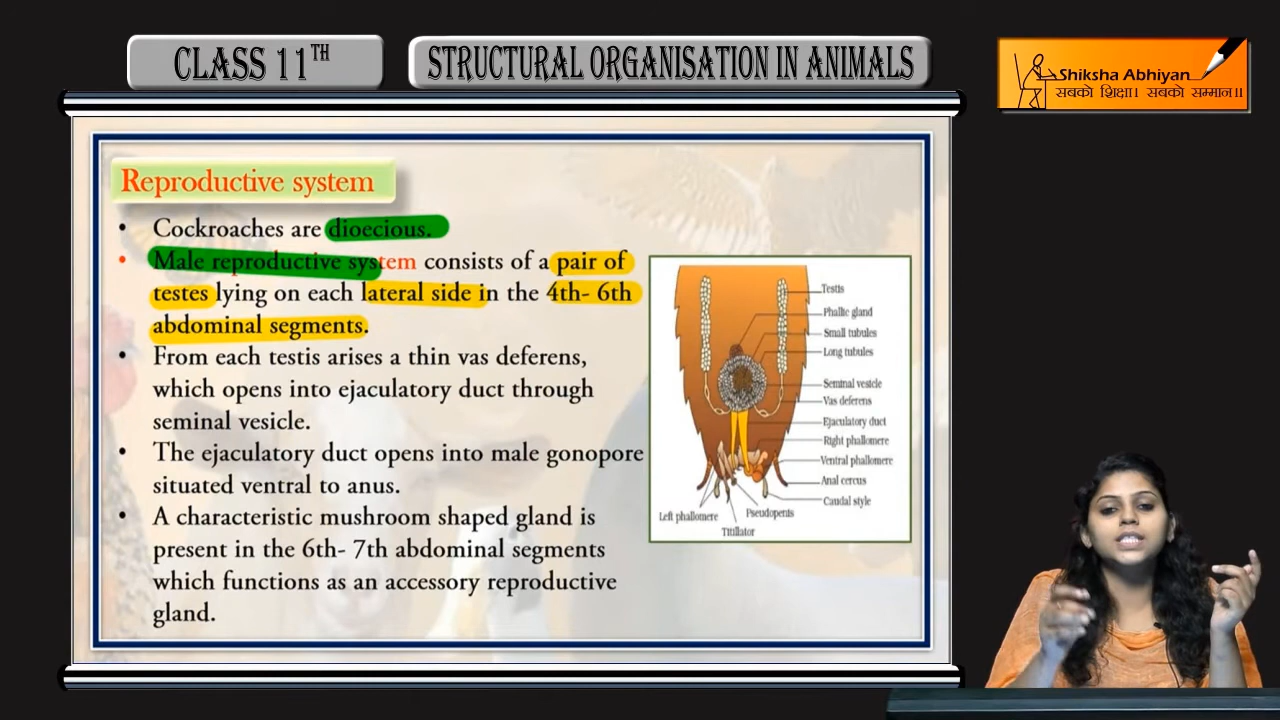 CLASS 11TH
STRUCTURAL ORGANISATION IN ANIMALS
Shiksha Abhiyan
सबको शिक्षा। सबको सम्मान।।
Reproductive system
• Cockroaches are dioecious.
• Male reproductive system consists of a pair of
testes lying on each lateral side in the 4th- 6th
abdominal segments.
• From each testis arises a thin vas deferens,
which opens into ejaculatory duct through
seminal vesicle.
• The ejaculatory duct opens into male gonopore
situated ventral to anus.
• A characteristic mushroom shaped gland is
present in the 6th- 7th abdominal segments
which functions as an accessory reproductive
gland.
Testis
Phallic gland
Small tubules
Long tubules
Seminal vesicle
Vas deferens
Ejaculatory duct
Right phallomere
Ventral phallomere
Anal cercus
Caudal style
Left phallomere
Pseudopenis
Titillator